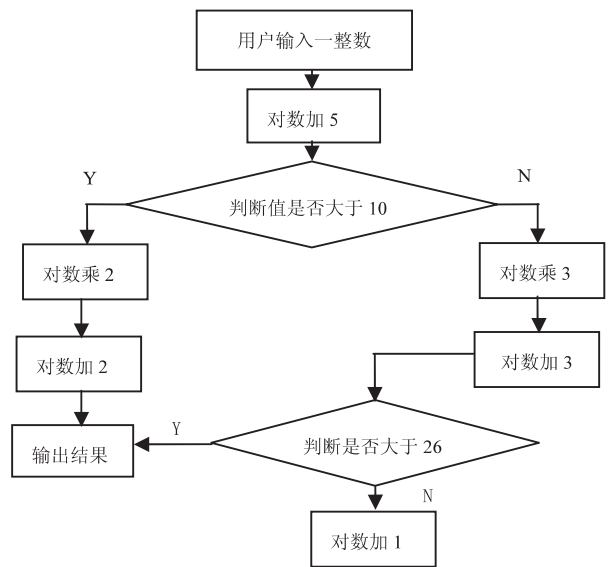 用户输入一整数
对数加 5
Y
N
判断值是否大于 10
对数乘 2
对数乘 3
对数加 2
对数加 3
Y
判断是否大于 26
输出结果
N
对数加 1